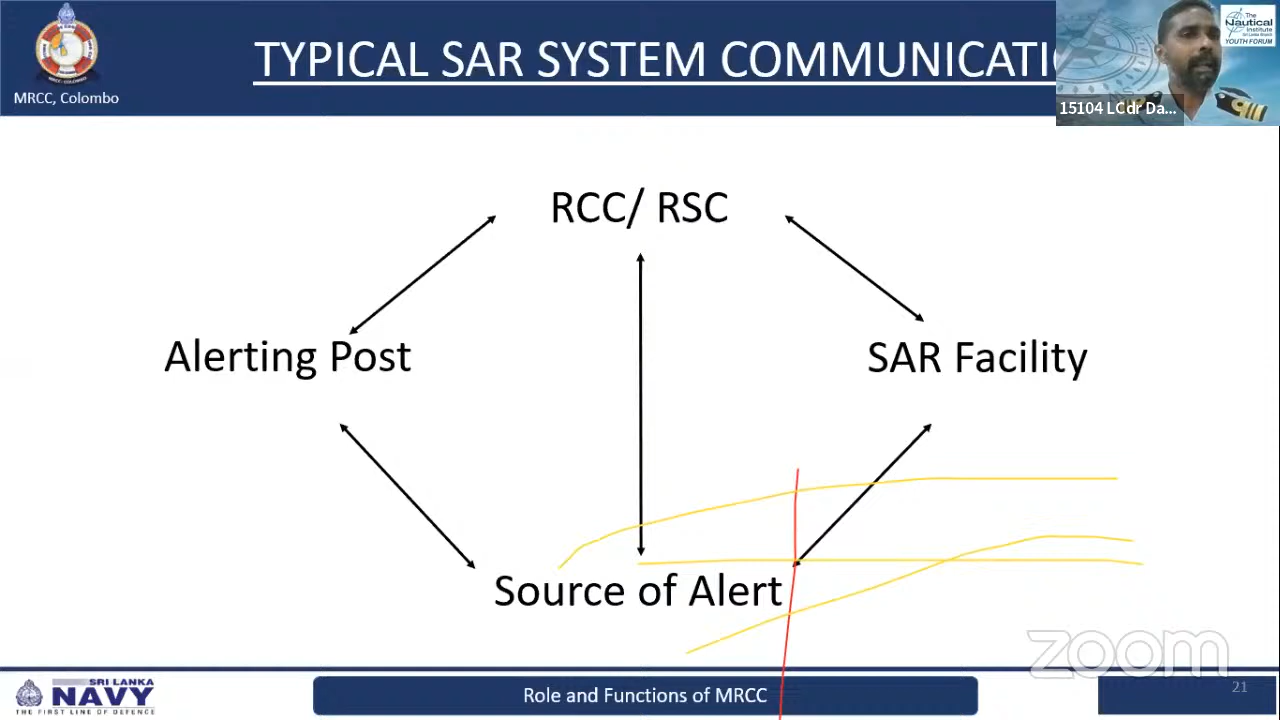 TYPICAL SAR SYSTEM COMMUNICATI
MRCC, Colombo
The
Nautical
Institute
YOUTH FORUM
15104 LCdr Da...
RCC/ RSC
Alerting Post
SAR Facility
Source of Alert
zoom
SRI LANKA
NAVY
THE FIRST LINE OF DEFENCE
Role and Functions of MRCC
21